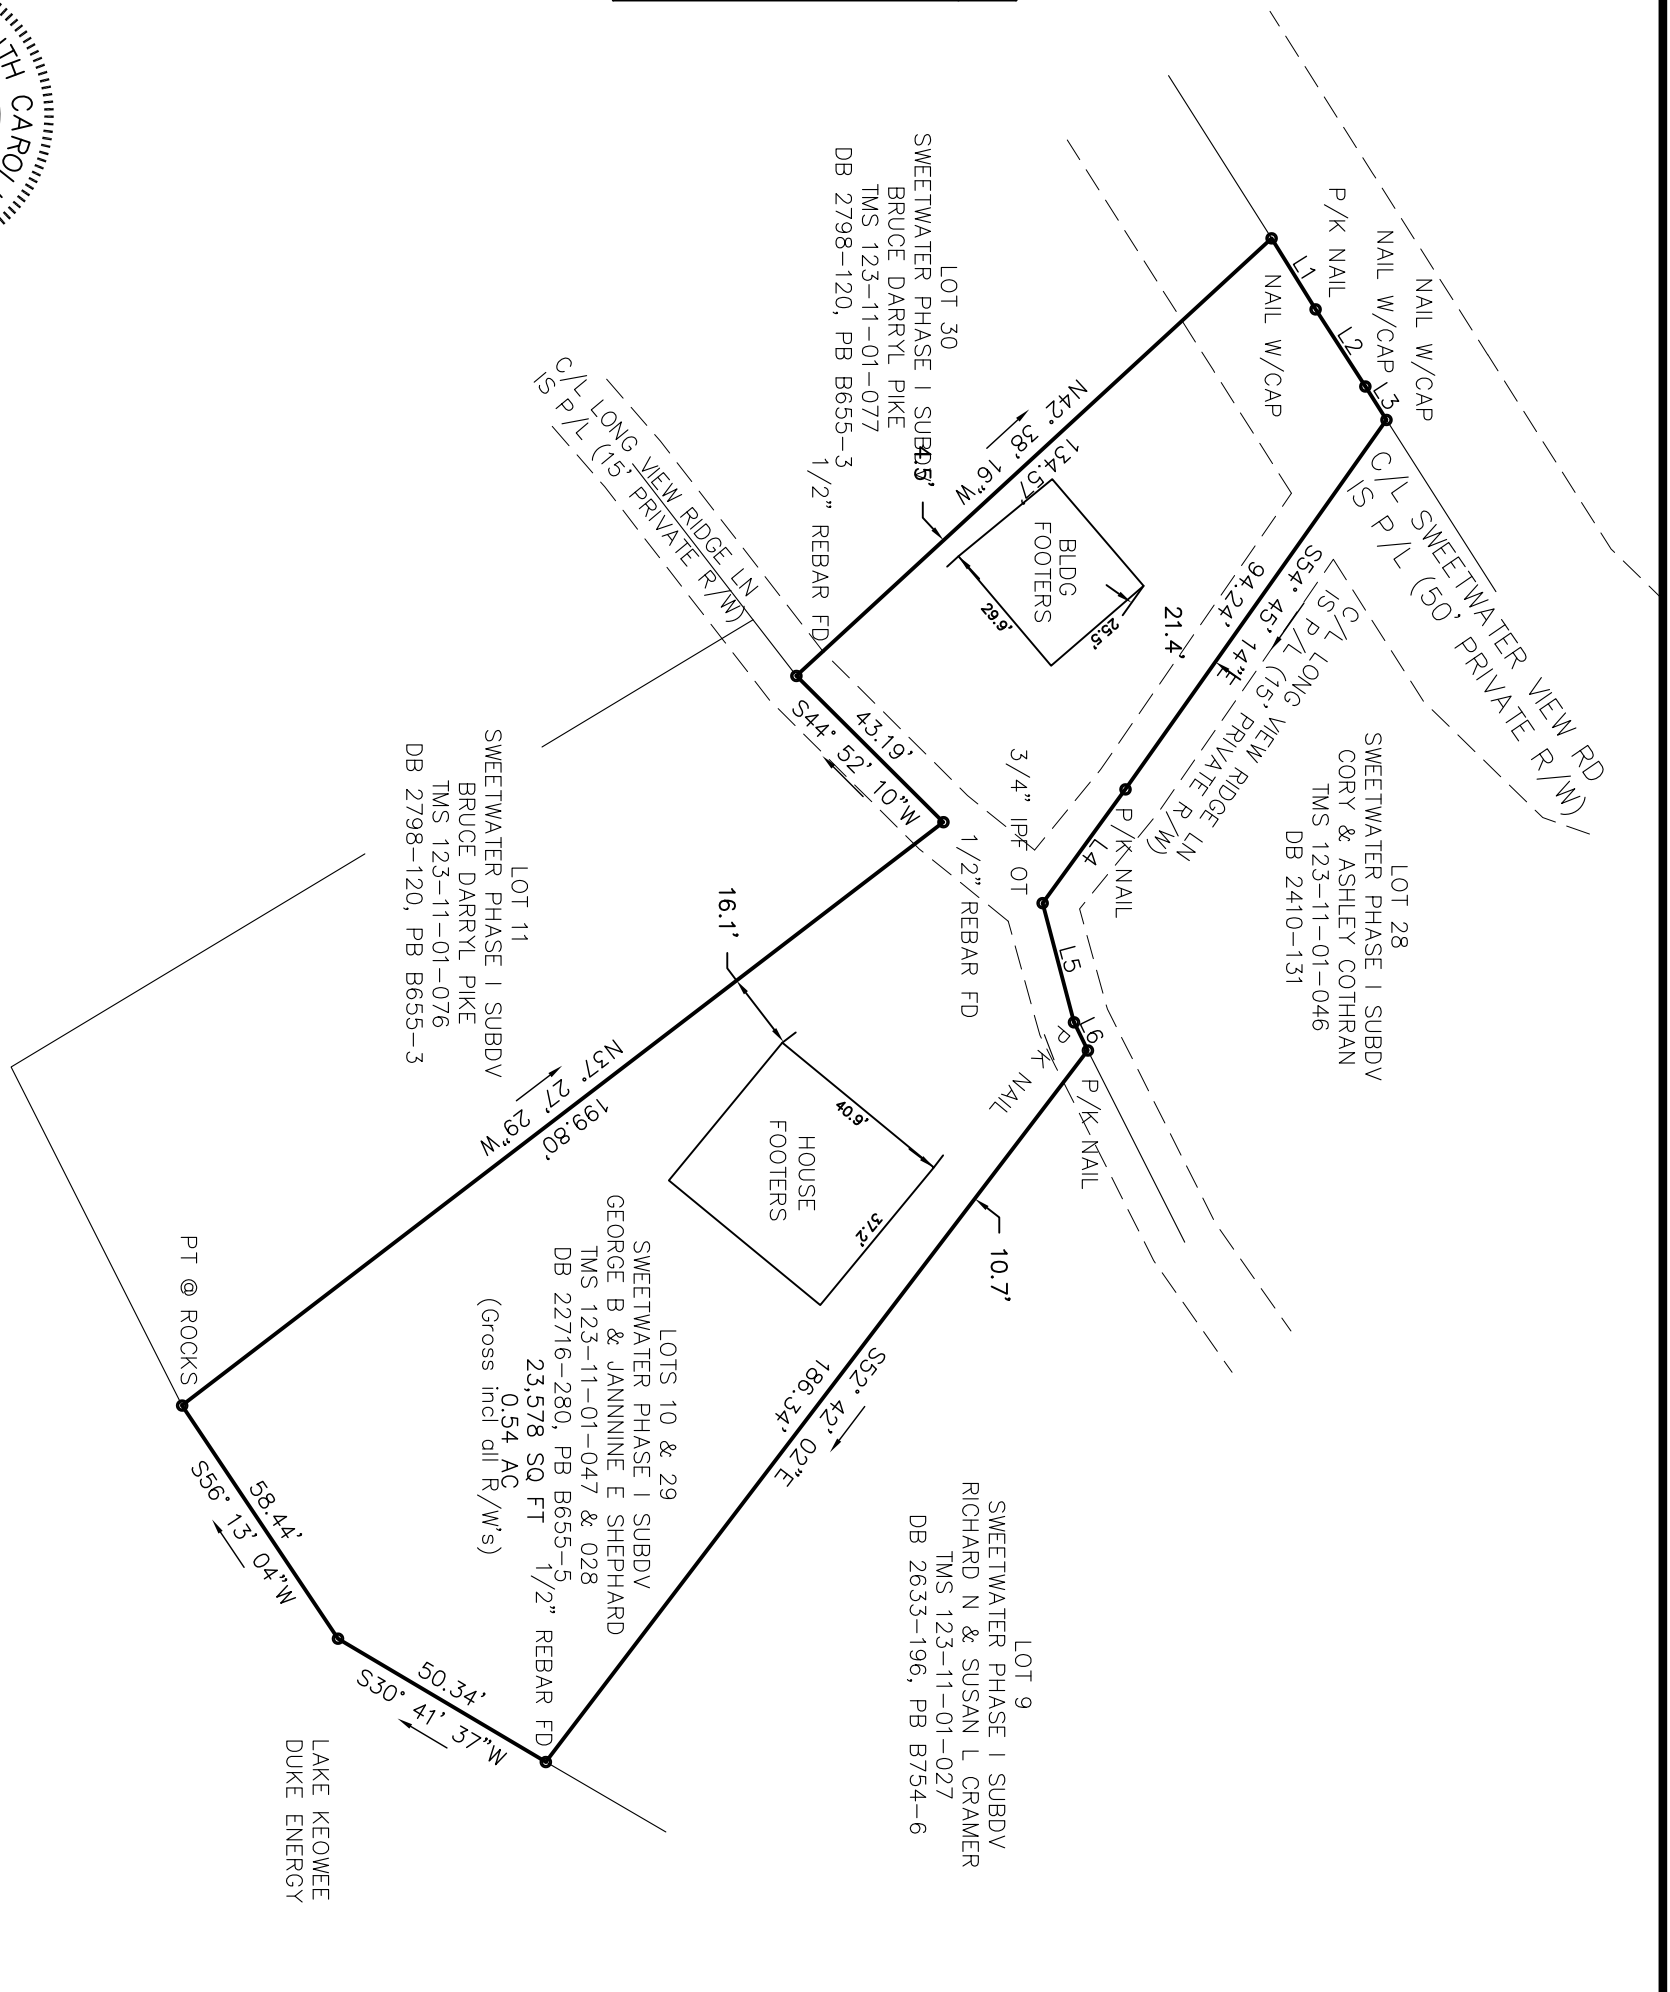 NAIL W/CAP
NAIL W/CAP
P/K NAIL
NAIL W/CAP
L1
L2
L3
C/L SWEETWATER VIEW RD
IS P/L (50' PRIVATE R/W)
S54° 45' 14"E
94.24'
C/L LONG VIEW RIDGE LN
IS P/L (15' PRIVATE R/W)
21.4'
LOT 28
SWEETWATER PHASE I SUBDV
CORY & ASHLEY COTHRAN
TMS 123-11-01-046
DB 2410-131
N42° 38' 16"W
134.57'
BLDG
FOOTERS
29.9'
25.5'
LOT 30
SWEETWATER PHASE I SUBDV
BRUCE DARRYL PIKE
TMS 123-11-01-077
DB 2798-120, PB B655-3
1/2" REBAR FD
C/L LONG VIEW RIDGE LN
IS P/L (15' PRIVATE R/W)
43.19'
S44° 52' 10"W
3/4" IPF OT
P/K NAIL
L4
L5
L6
P K NAIL
P/K NAIL
1/2" REBAR FD
LOT 11
SWEETWATER PHASE I SUBDV
BRUCE DARRYL PIKE
TMS 123-11-01-076
DB 2798-120, PB B655-3
16.1'
N37° 27' 29"W
199.80'
HOUSE
FOOTERS
40.9'
37.2'
10.7'
S52° 42' 02"E
186.34'
LOTS 10 & 29
SWEETWATER PHASE I SUBDV
GEORGE B & JANNNINE E SHEPHARD
TMS 123-11-01-047 & 028
DB 22716-280, PB B655-5
23,578 SQ FT
0.54 AC
(Gross incl all R/W's)
1/2" REBAR FD
LOT 9
SWEETWATER PHASE I SUBDV
RICHARD N & SUSAN L CRAMER
TMS 123-11-01-027
DB 2633-196, PB B754-6
PT @ ROCKS
58.44'
S56° 13' 04"W
50.34'
S30° 41' 37"W
LAKE KEOWEE
DUKE ENERGY